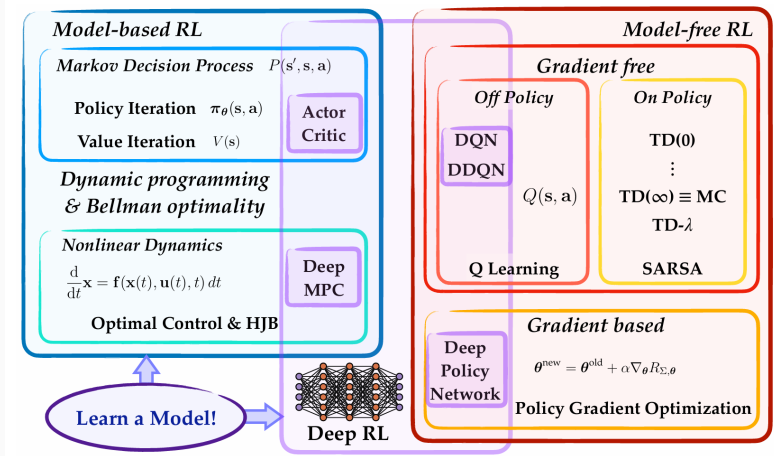 Model-based RL
Markov Decision Process P(s′, s, a)
Policy Iteration π_θ(s, a)
Value Iteration V(s)
Actor
Critic
Dynamic programming
& Bellman optimality
Nonlinear Dynamics
d/dt x = f(x(t), u(t), t) dt
Optimal Control & HJB
Deep
MPC
Learn a Model!
Deep RL
Model-free RL
Gradient free
Off Policy
DQN
DDQN
Q(s, a)
Q Learning
On Policy
TD(0)
⋮
TD(∞) ≡ MC
TD-λ
SARSA
Gradient based
Deep
Policy
Network
θ^new = θ^old + α∇_θ R_Σ,θ
Policy Gradient Optimization